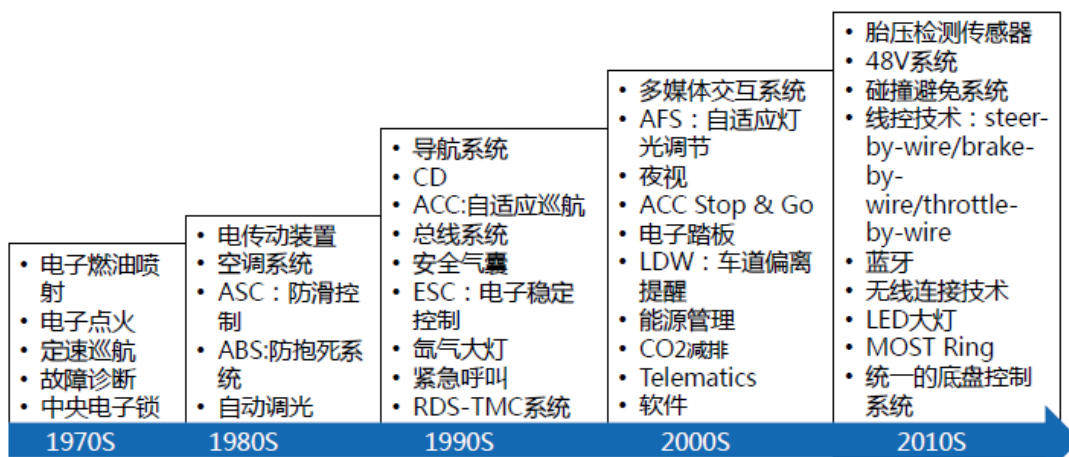 • 电子燃油喷
射
• 电子点火
• 定速巡航
• 故障诊断
• 中央电子锁
1970S
• 电传动装置
• 空调系统
• ASC：防滑控
制
• ABS:防抱死系
统
• 自动调光
1980S
• 导航系统
• CD
• ACC:自适应巡航
• 总线系统
• 安全气囊
• ESC：电子稳定
控制
• 氙气大灯
• 紧急呼叫
• RDS-TMC系统
1990S
• 多媒体交互系统
• AFS：自适应灯
光调节
• 夜视
• ACC Stop & Go
• 电子踏板
• LDW：车道偏离
提醒
• 能源管理
• CO2减排
• Telematics
• 软件
2000S
• 胎压检测传感器
• 48V系统
• 碰撞避免系统
• 线控技术：steer-
by-wire/brake-
by-
wire/throttle-
by-wire
• 蓝牙
• 无线连接技术
• LED大灯
• MOST Ring
• 统一的底盘控制
系统
2010S